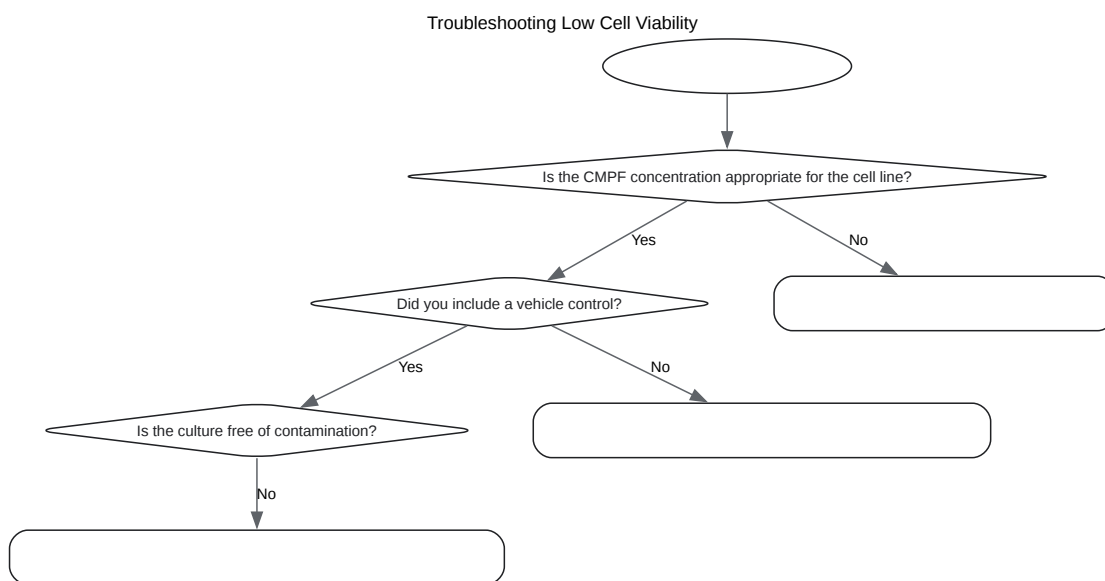 Troubleshooting Low Cell Viability
Is the CMPF concentration appropriate for the cell line?
Yes
No
Did you include a vehicle control?
Yes
No
Is the culture free of contamination?
No